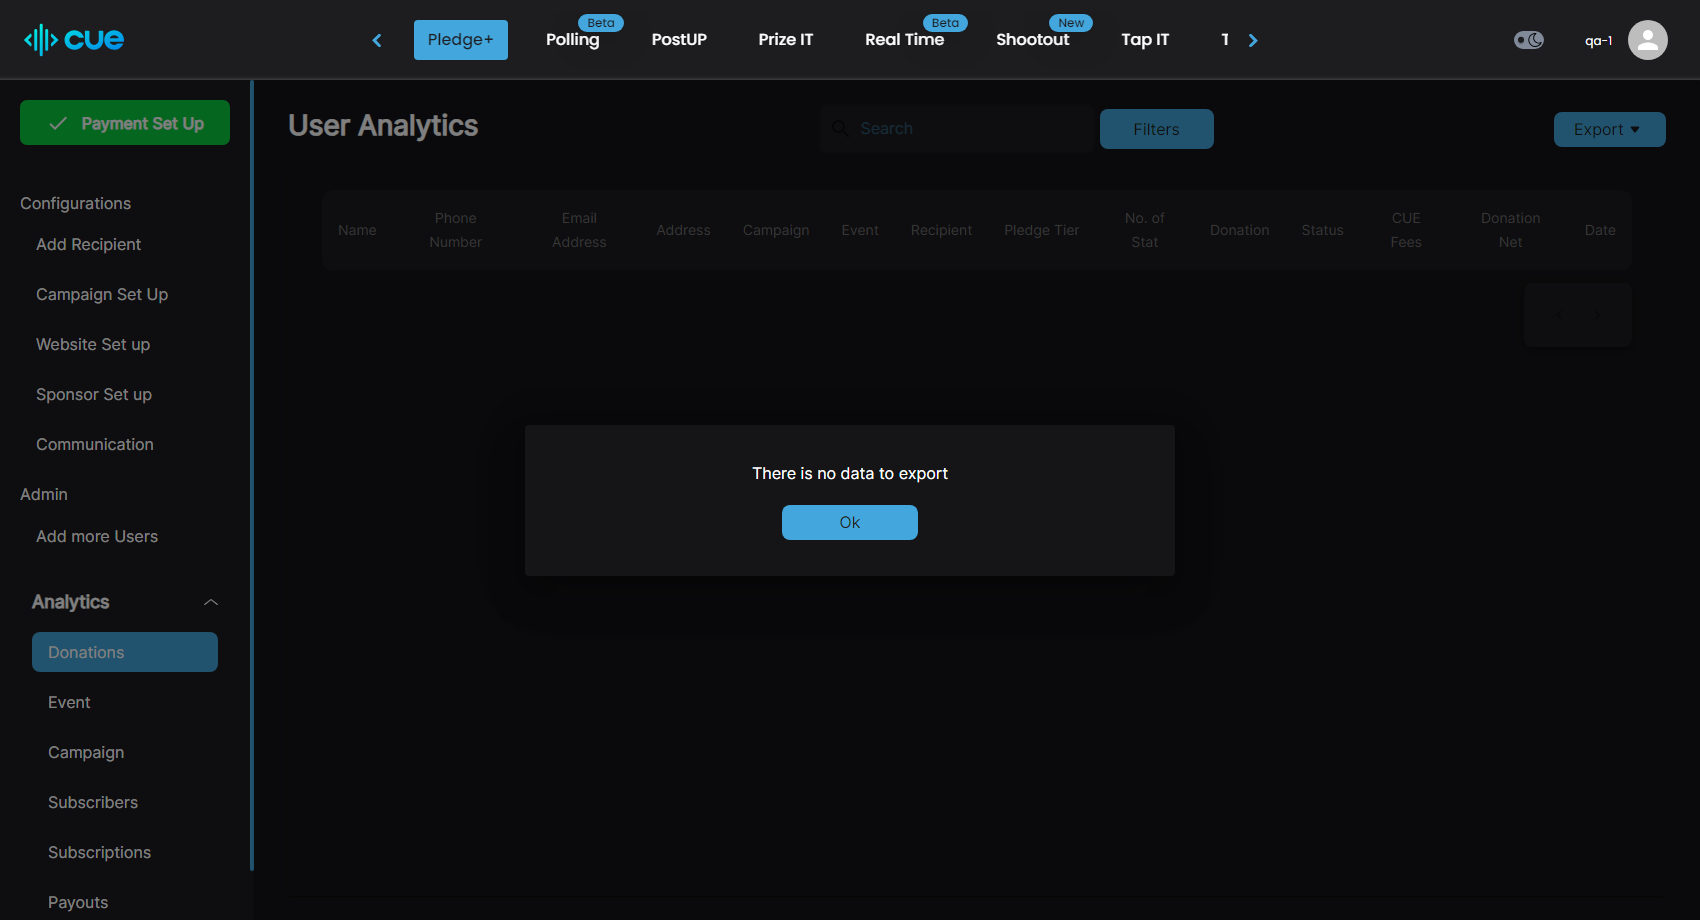 cue
Pledge+
Beta
Polling
PostUP
Prize IT
Beta
Real Time
New
Shootout
Tap IT
qa-1
Payment Set Up
User Analytics
Search
Filters
Export
Configurations
Add Recipient
Campaign Set Up
Website Set up
Sponsor Set up
Communication
Admin
Add more Users
Analytics
Donations
Event
Campaign
Subscribers
Subscriptions
Payouts
Name
Phone
Number
Email
Address
Address
Campaign
Event
Recipient
Pledge Tier
No. of
Stat
Donation
Status
CUE
Fees
Donation
Net
Date
There is no data to export
Ok